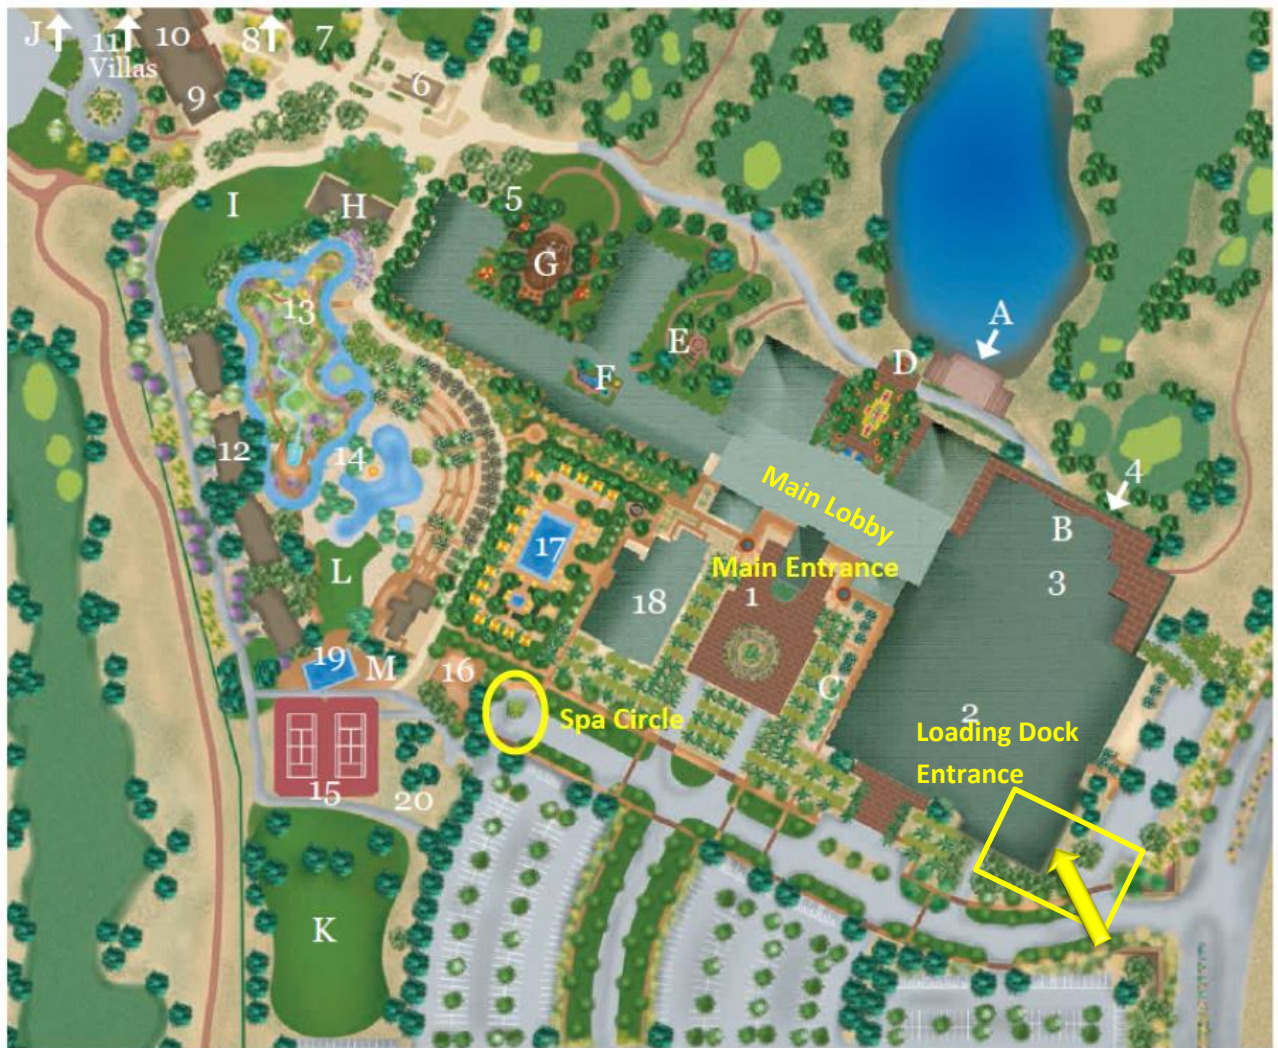 J
11
Villas
10
8
7
9
6
I
H
5
G
13
A
E
D
F
12
14
4
B
Main Lobby
17
L
Main Entrance
18
1
3
19
M
16
C
Spa Circle
2
Loading Dock
Entrance
15
20
K